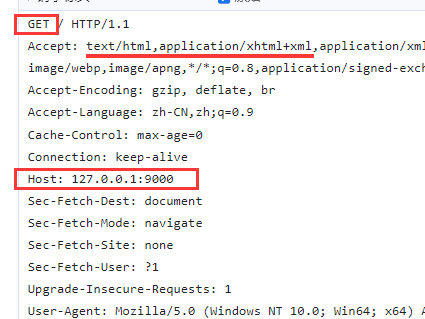 GET / HTTP/1.1
Accept: text/html,application/xhtml+xml,application/xml
image/webp,image/apng,*/*;q=0.8,application/signed-exch
Accept-Encoding: gzip, deflate, br
Accept-Language: zh-CN,zh;q=0.9
Cache-Control: max-age=0
Connection: keep-alive
Host: 127.0.0.1:9000
Sec-Fetch-Dest: document
Sec-Fetch-Mode: navigate
Sec-Fetch-Site: none
Sec-Fetch-User: ?1
Upgrade-Insecure-Requests: 1
User-Agent: Mozilla/5.0 (Windows NT 10.0; Win64; x64) A